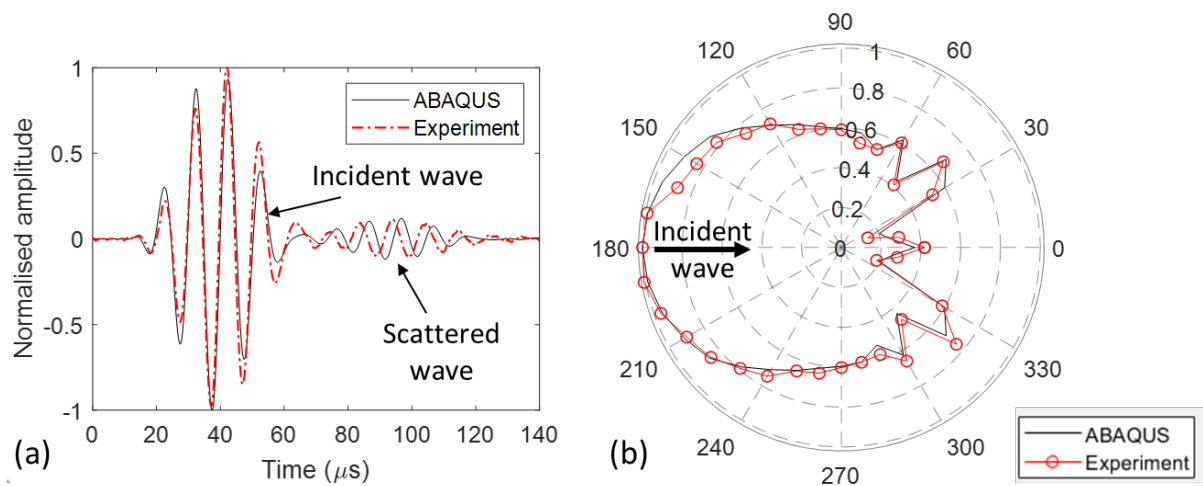 ABAQUS
Experiment
Incident wave
Scattered
wave
1
0.5
0
-0.5
-1
Normalised amplitude
0 20 40 60 80 100 120 140
Time (μs)
(a)
90
120 60
150 30
180 0
210 330
240 300
270
1
0.8
0.6
0.4
0.2
0
Incident
wave
(b)
ABAQUS
Experiment